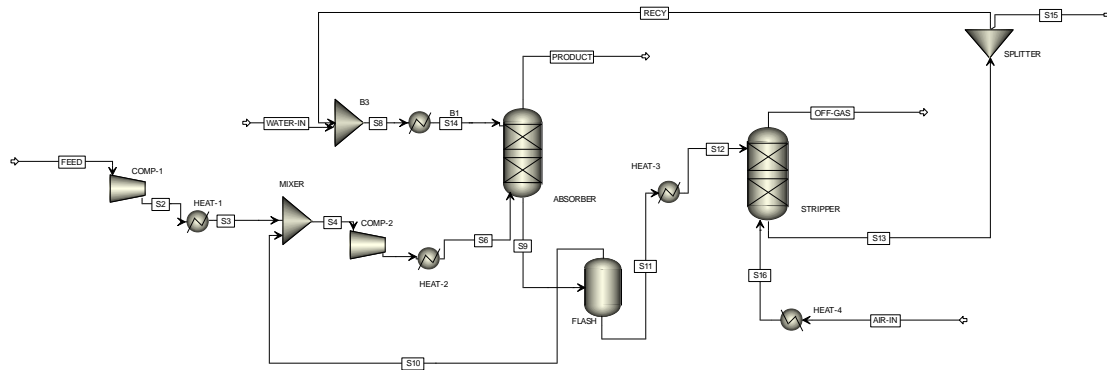 RECY
S15
SPLITTER
PRODUCT
B3
B1
WATER-IN
S8
S14
OFF-GAS
FEED
COMP-1
S2
HEAT-1
S3
MIXER
S4
COMP-2
S6
HEAT-2
ABSORBER
S9
HEAT-3
S12
STRIPPER
S13
S11
S16
FLASH
HEAT-4
AIR-IN
S10